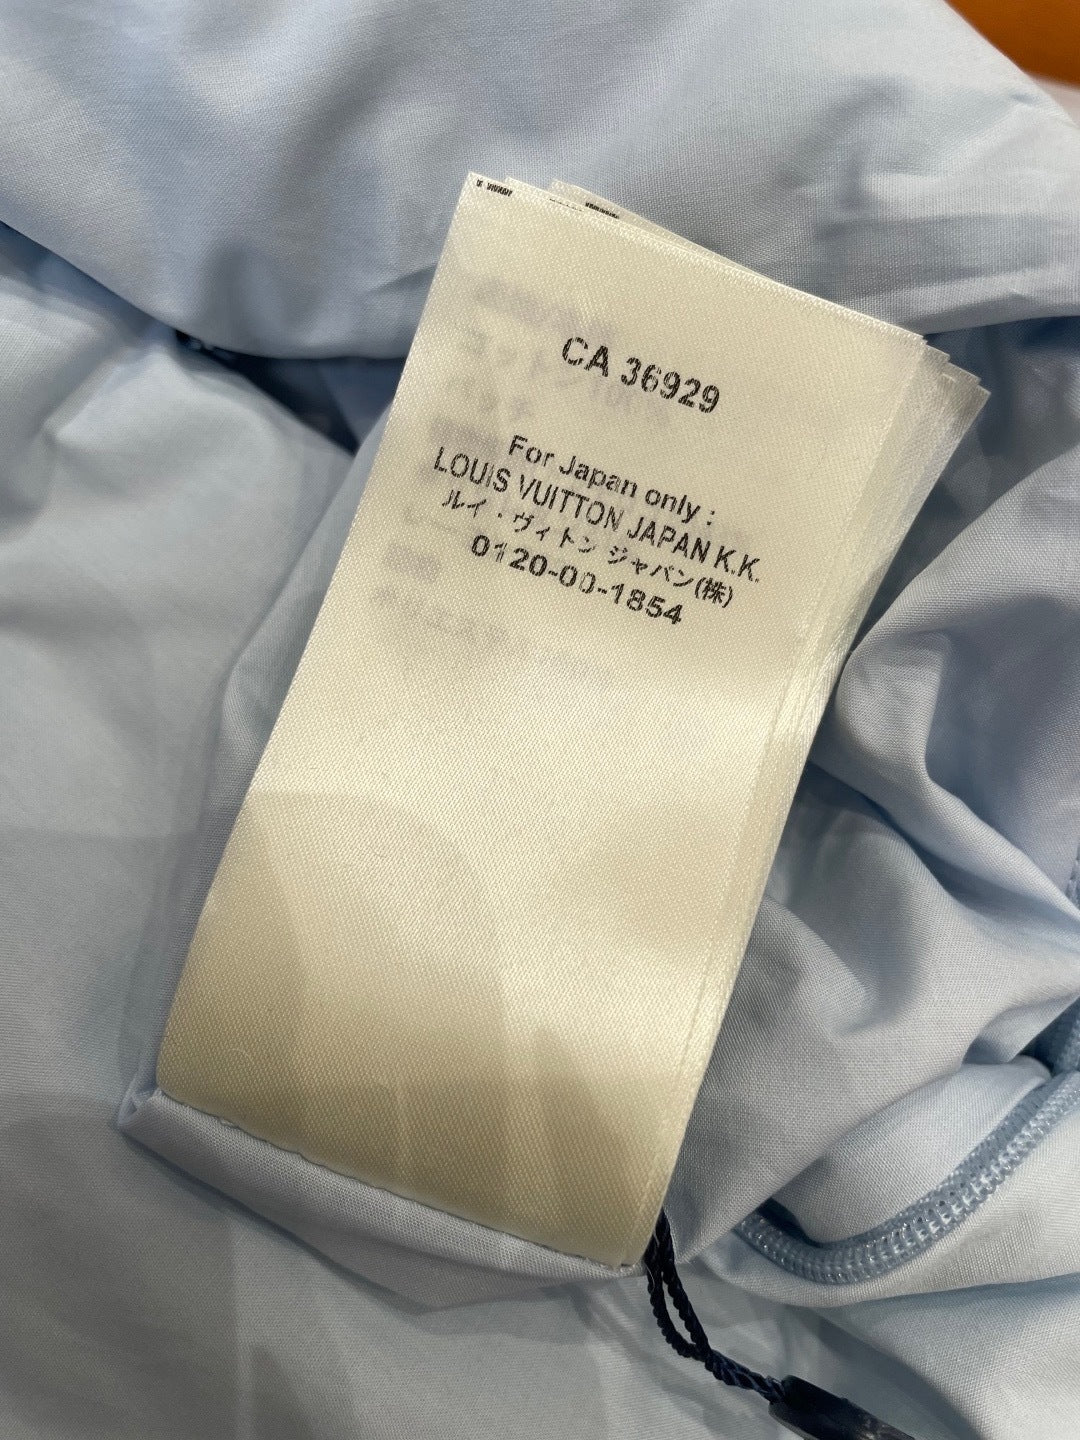 CA 36929
For Japan only :
LOUIS VUITTON JAPAN K.K.
ルイ・ヴィトン ジャパン(株)
0120-00-1854